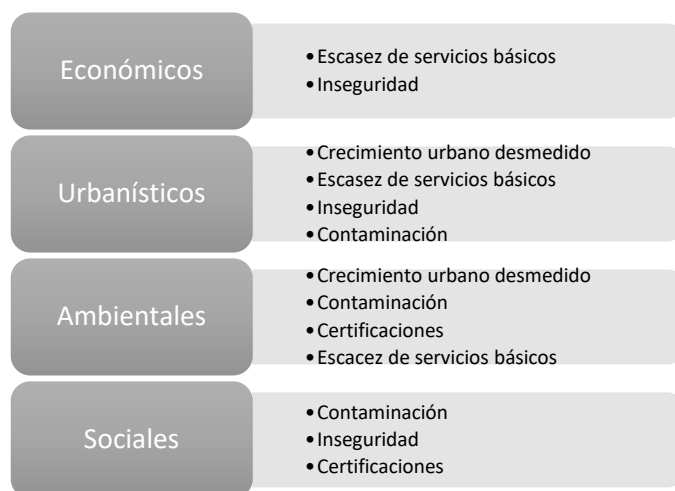 Económicos
•Escasez de servicios básicos
•Inseguridad
Urbanísticos
•Crecimiento urbano desmedido
•Escasez de servicios básicos
•Inseguridad
•Contaminación
Ambientales
•Crecimiento urbano desmedido
•Contaminación
•Certificaciones
•Escacez de servicios básicos
Sociales
•Contaminación
•Inseguridad
•Certificaciones